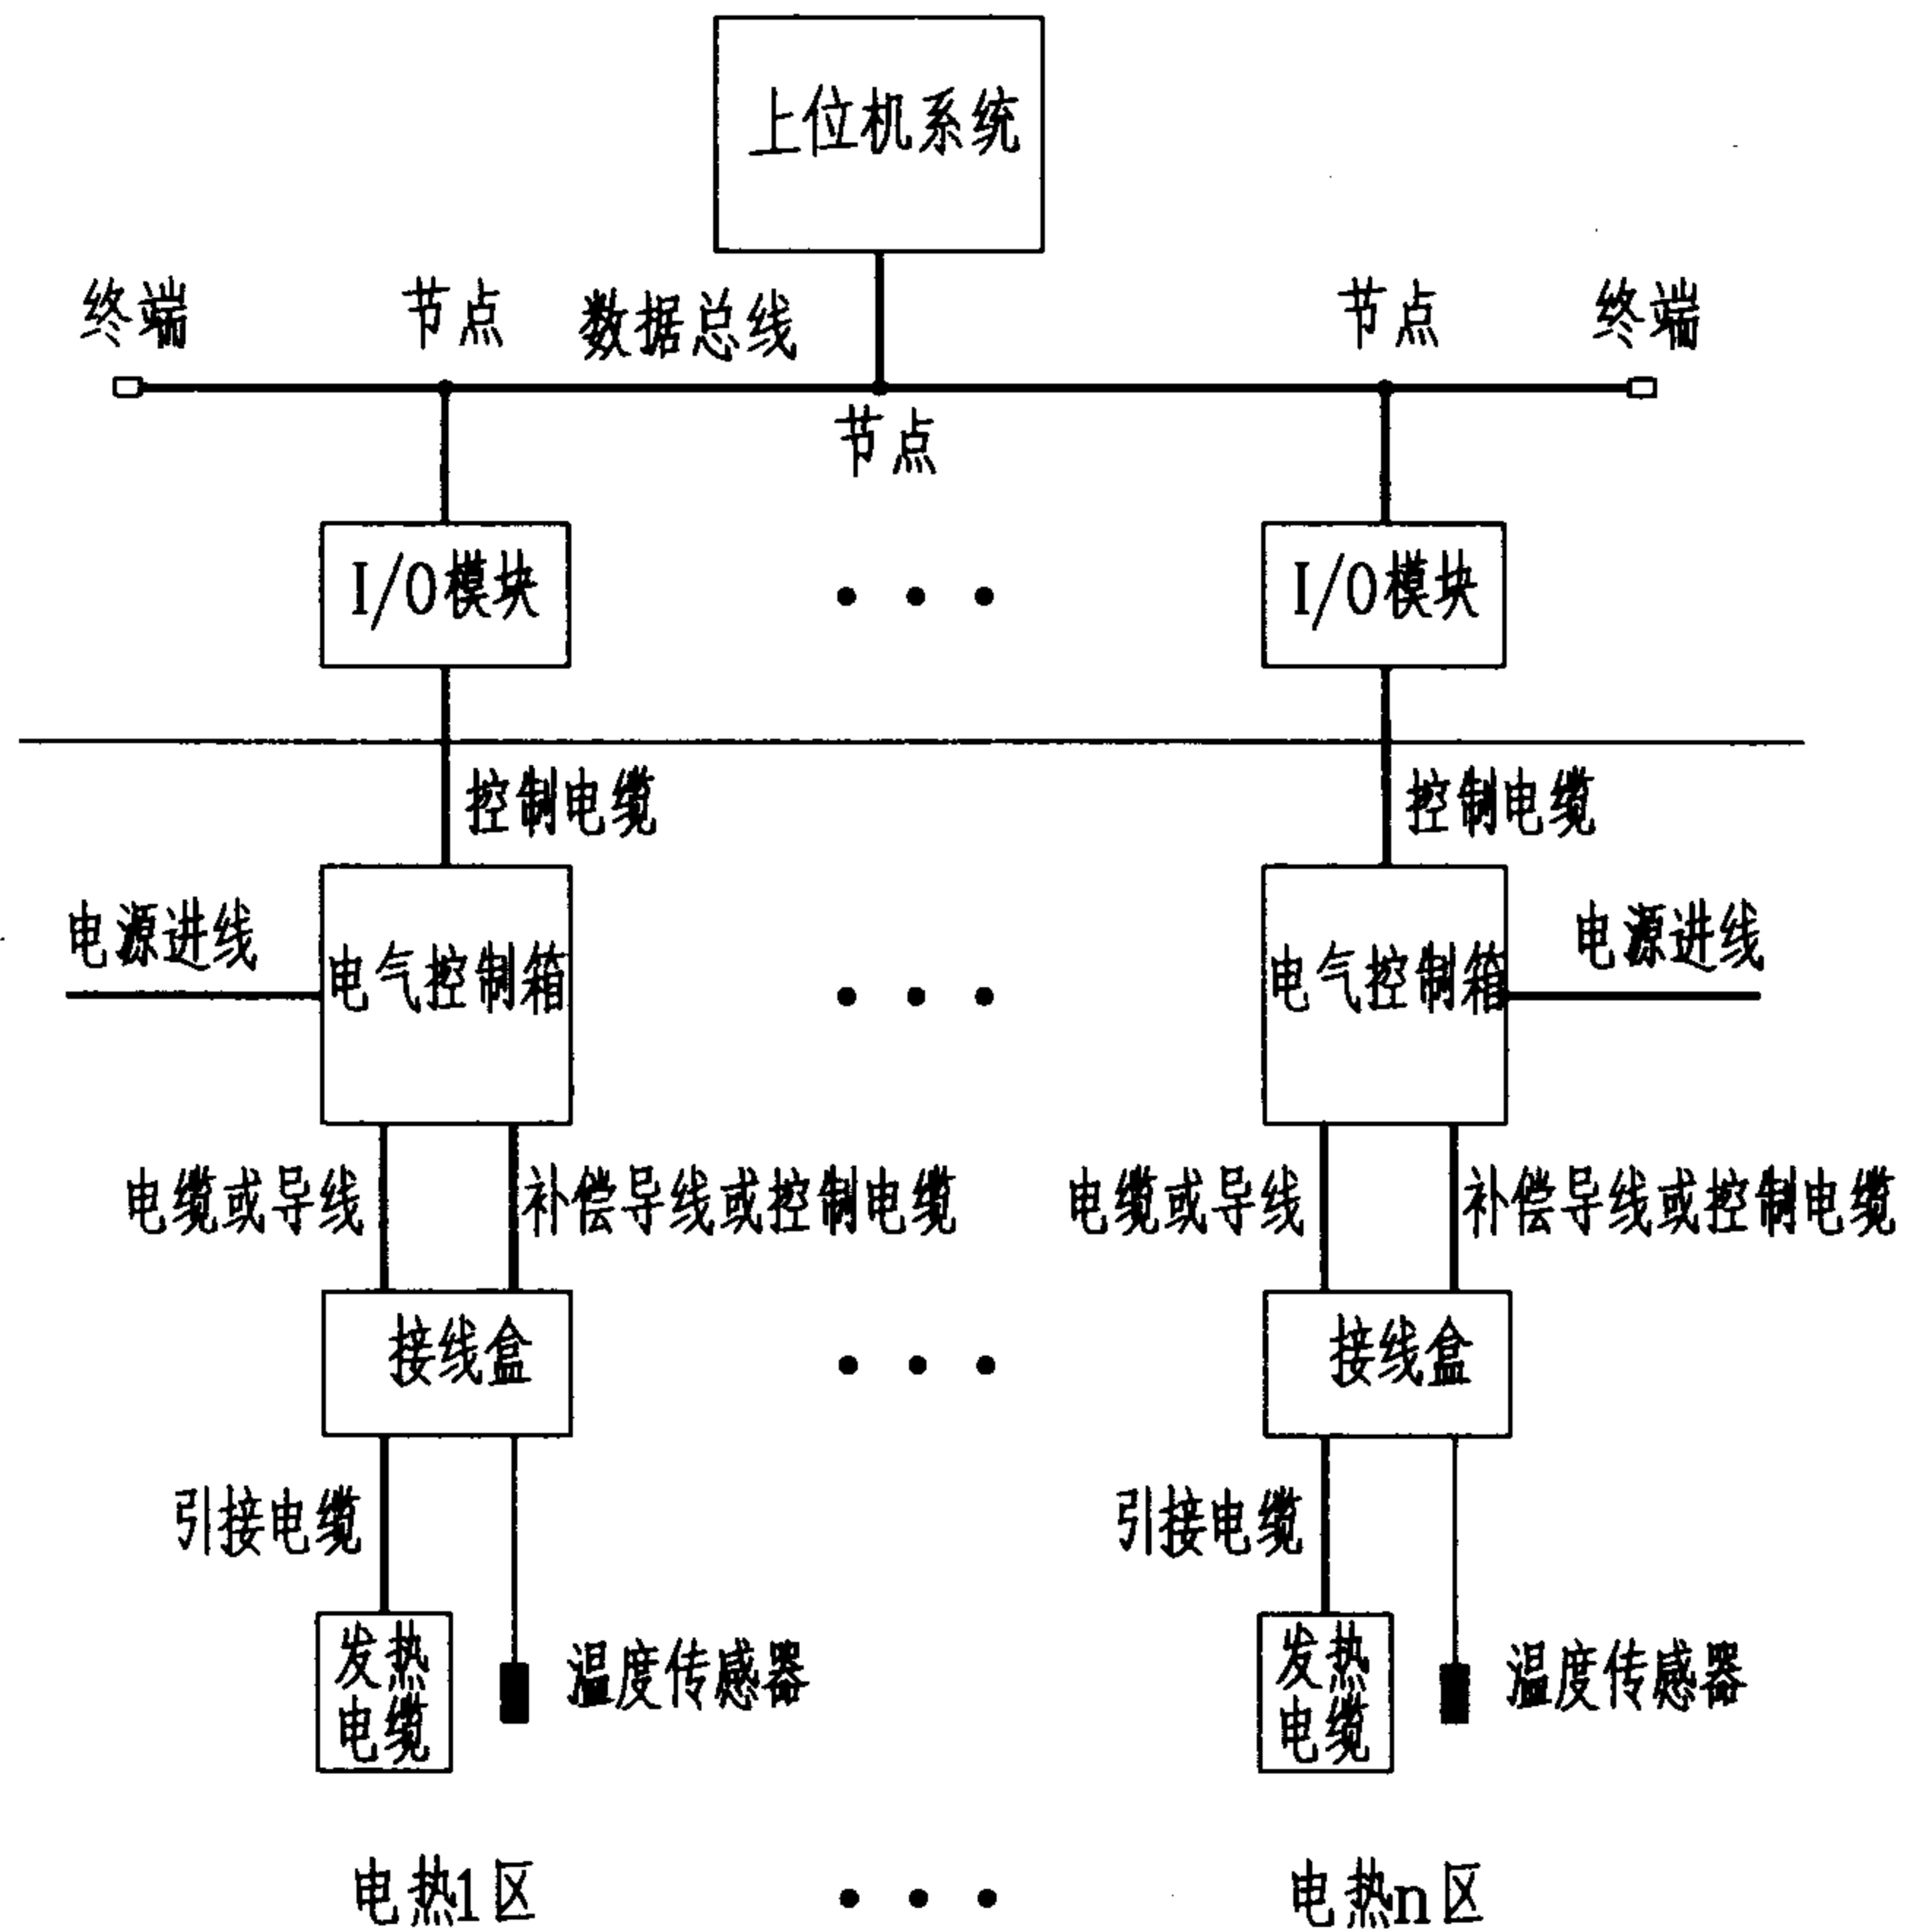 上位机系统
终端
节点
数据总线
节点
终端
节点
I/O模块
I/O模块
控制电缆
控制电缆
电源进线
电气控制箱
电气控制箱
电源进线
电缆或导线
补偿导线或控制电缆
电缆或导线
补偿导线或控制电缆
接线盒
接线盒
引接电缆
引接电缆
发热
电缆
温度传感器
发热
电缆
温度传感器
电热1区
电热n区